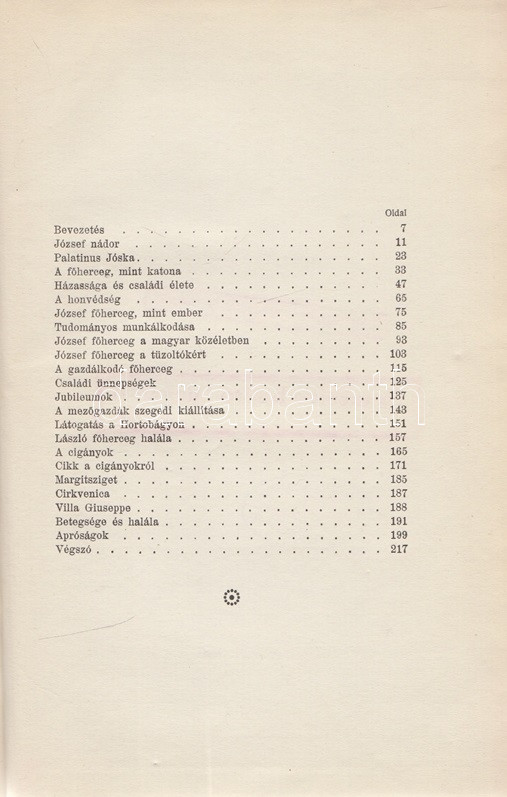 Oldal
Bevezetés . . . . . . . . . . . . . . . . . . . . 7
József nádor . . . . . . . . . . . . . . . . . . . 11
Palatinus Jóska . . . . . . . . . . . . . . . . . . 23
A főherceg, mint katona . . . . . . . . . . . . . . 33
Házassága és családi élete . . . . . . . . . . . . . 47
A honvédség . . . . . . . . . . . . . . . . . . . 65
József főherceg, mint ember . . . . . . . . . . . . 75
Tudományos munkálkodása . . . . . . . . . . . . . 85
József főherceg a magyar közéletben . . . . . . . . . 93
József főherceg a tüzoltókért . . . . . . . . . . . . 103
A gazdálkodó főherceg . . . . . . . . . . . . . . . 115
Családi ünnepségek . . . . . . . . . . . . . . . . 125
Jubileumok . . . . . . . . . . . . . . . . . . . . 137
A mezőgazdák szegedi kiállítása . . . . . . . . . . . 143
Látogatás a Hortobágyon . . . . . . . . . . . . . . 151
László főherceg halála . . . . . . . . . . . . . . . 157
A cigányok . . . . . . . . . . . . . . . . . . . . 165
Cikk a cigányokról . . . . . . . . . . . . . . . . . 171
Margitsziget . . . . . . . . . . . . . . . . . . . 185
Cirkvenica . . . . . . . . . . . . . . . . . . . . 187
Villa Giuseppe . . . . . . . . . . . . . . . . . . 188
Betegsége és halála . . . . . . . . . . . . . . . . 191
Apróságok . . . . . . . . . . . . . . . . . . . . 199
Végszó . . . . . . . . . . . . . . . . . . . . . . 217
darabanth